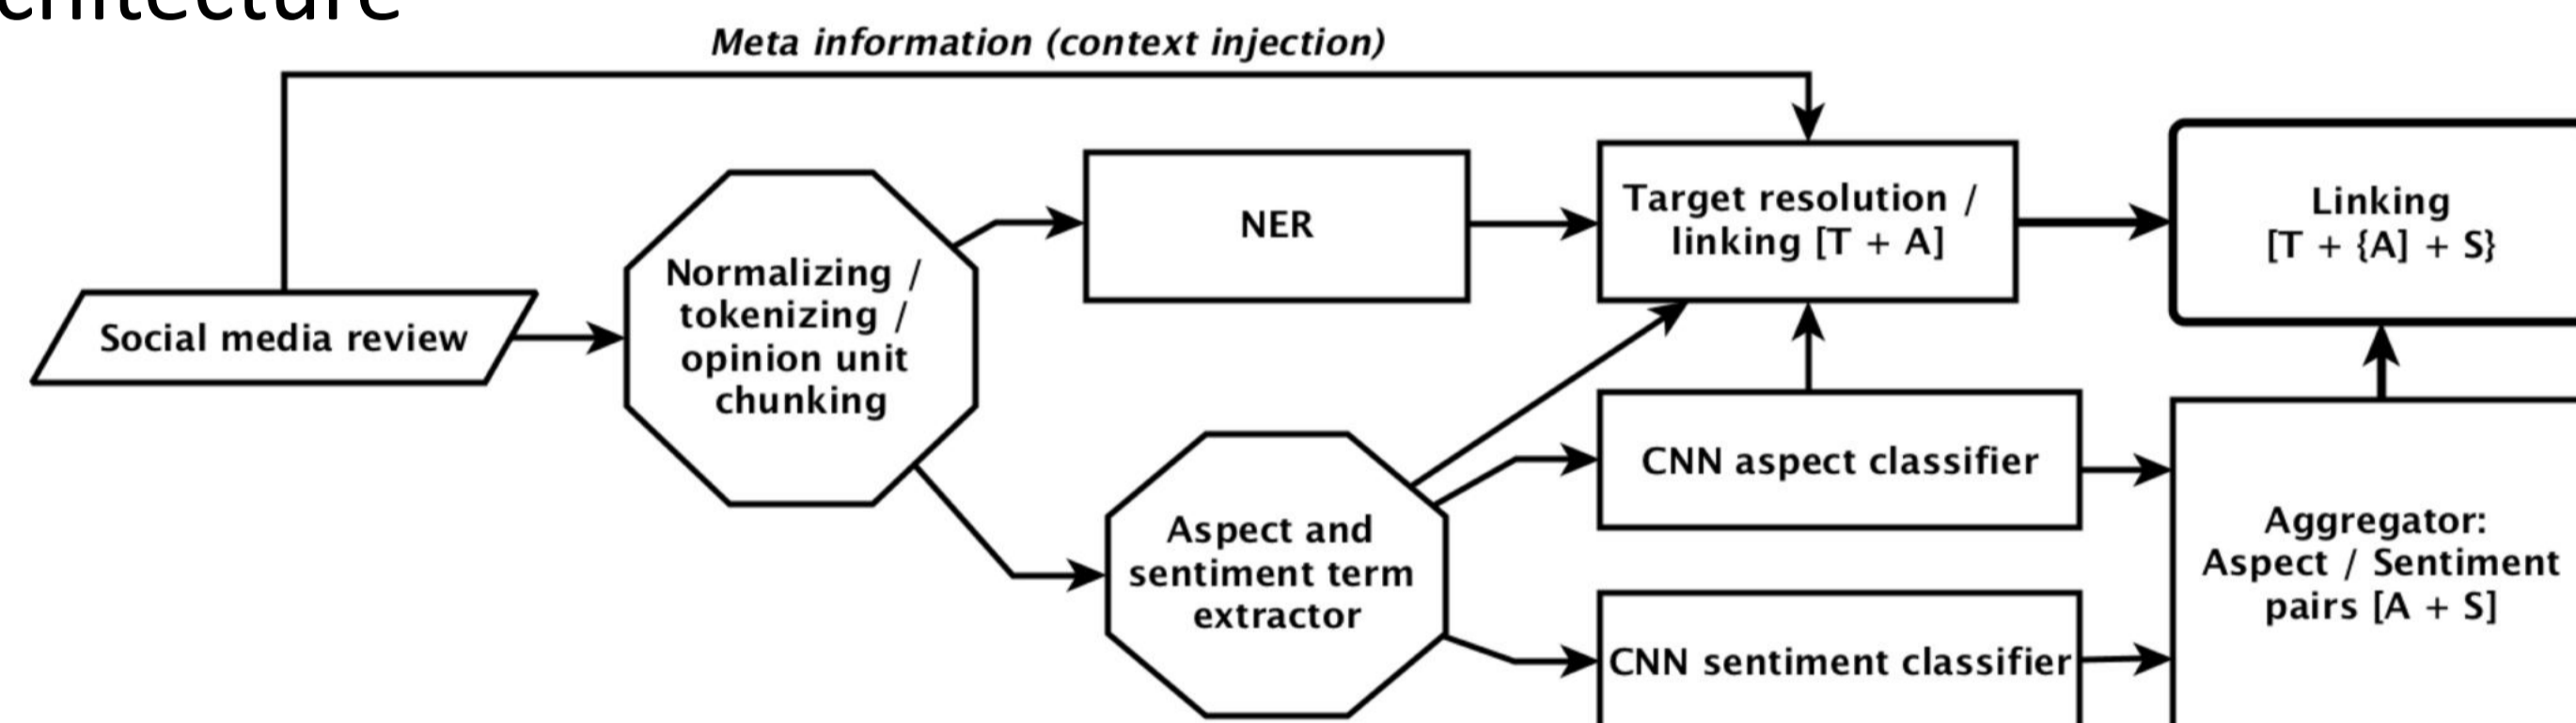 chitecture
Meta information (context injection)
Social media review
Normalizing /
tokenizing /
opinion unit
chunking
NER
Target resolution /
linking [T + A]
Linking
[T + {A] + S}
Aspect and
sentiment term
extractor
CNN aspect classifier
CNN sentiment classifier
Aggregator:
Aspect / Sentiment
pairs [A + S]